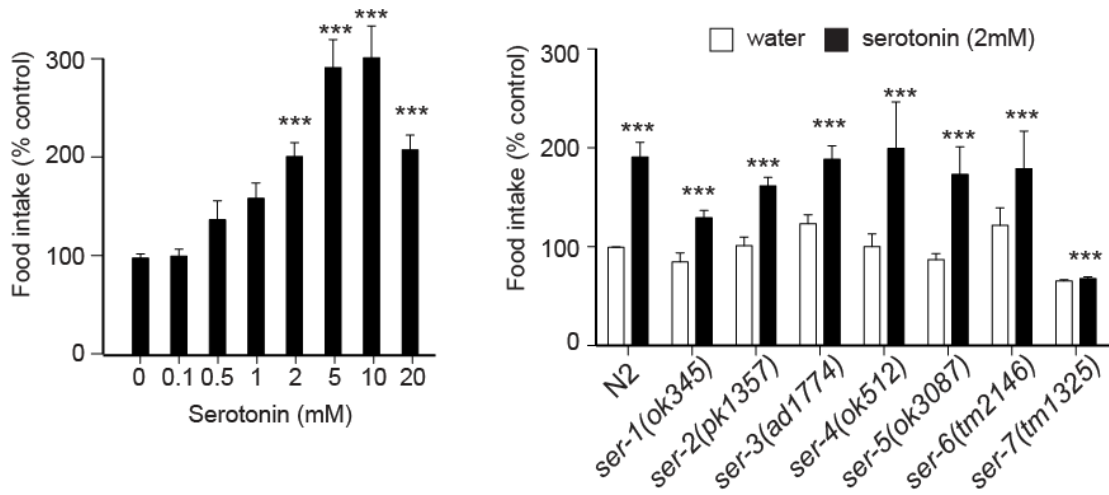 Food intake (% control)
300
200
100
0
***
***
***
***
0 0.1 0.5 1 2 5 10 20
Serotonin (mM)
water serotonin (2mM)
Food intake (% control)
300
200
100
0
***
***
***
***
***
***
***
***
N2
ser-1(ok345)
ser-2(pk1357)
ser-3(ad1774)
ser-4(ok512)
ser-5(ok3087)
ser-6(tm2146)
ser-7(tm1325)